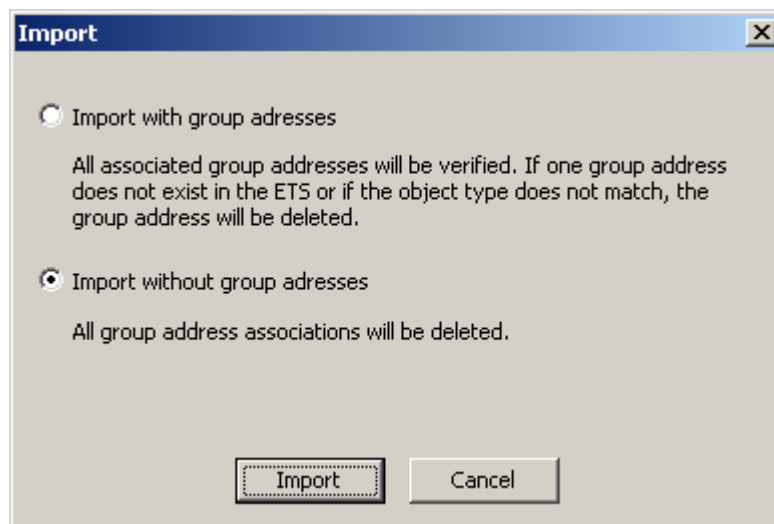 Import
Import with group adresses
All associated group addresses will be verified. If one group address
does not exist in the ETS or if the object type does not match, the
group address will be deleted.
Import without group adresses
All group address associations will be deleted.
Import
Cancel